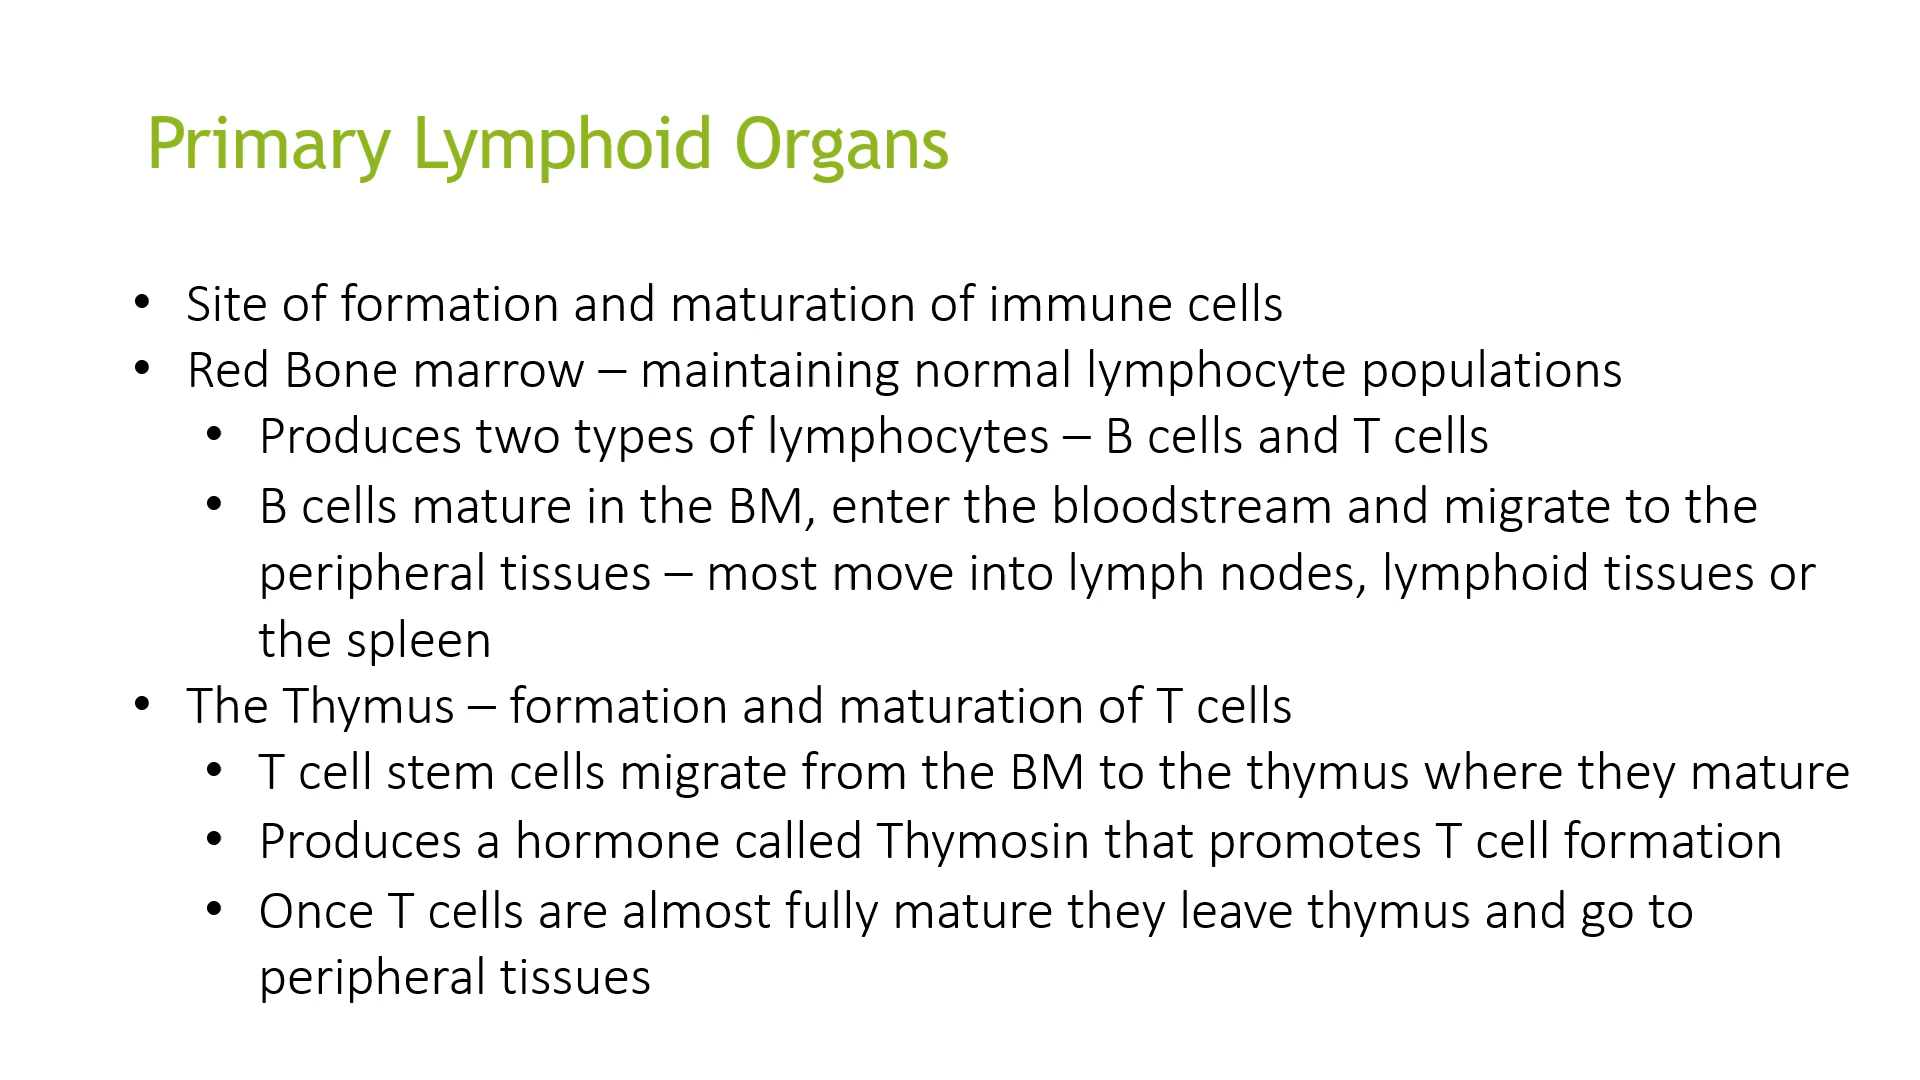 Primary Lymphoid Organs
• Site of formation and maturation of immune cells
• Red Bone marrow – maintaining normal lymphocyte populations
• Produces two types of lymphocytes – B cells and T cells
• B cells mature in the BM, enter the bloodstream and migrate to the
peripheral tissues – most move into lymph nodes, lymphoid tissues or
the spleen
• The Thymus – formation and maturation of T cells
• T cell stem cells migrate from the BM to the thymus where they mature
• Produces a hormone called Thymosin that promotes T cell formation
• Once T cells are almost fully mature they leave thymus and go to
peripheral tissues